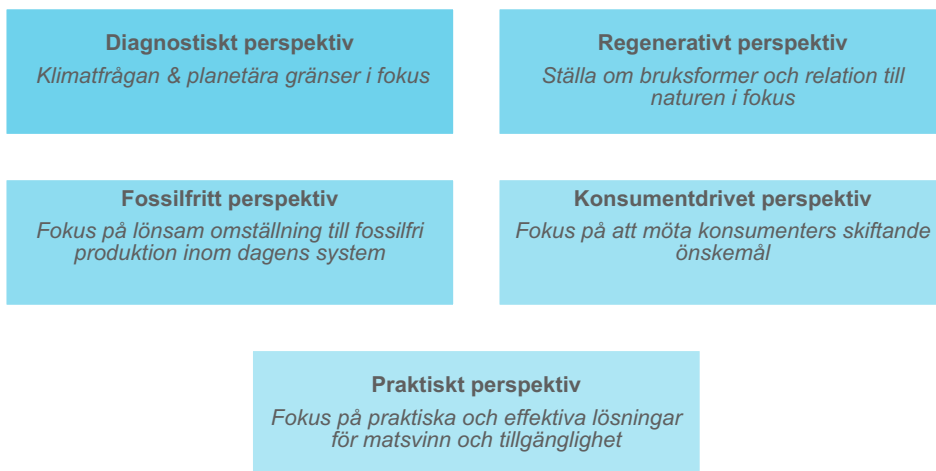 Diagnostiskt perspektiv
Klimatfrågan & planetära gränser i fokus
Regenerativt perspektiv
Ställa om bruksformer och relation till
naturen i fokus
Fossilfritt perspektiv
Fokus på lönsam omställning till fossilfri
produktion inom dagens system
Konsumentdrivet perspektiv
Fokus på att möta konsumenters skiftande
önskemål
Praktiskt perspektiv
Fokus på praktiska och effektiva lösningar
för matsvinn och tillgänglighet